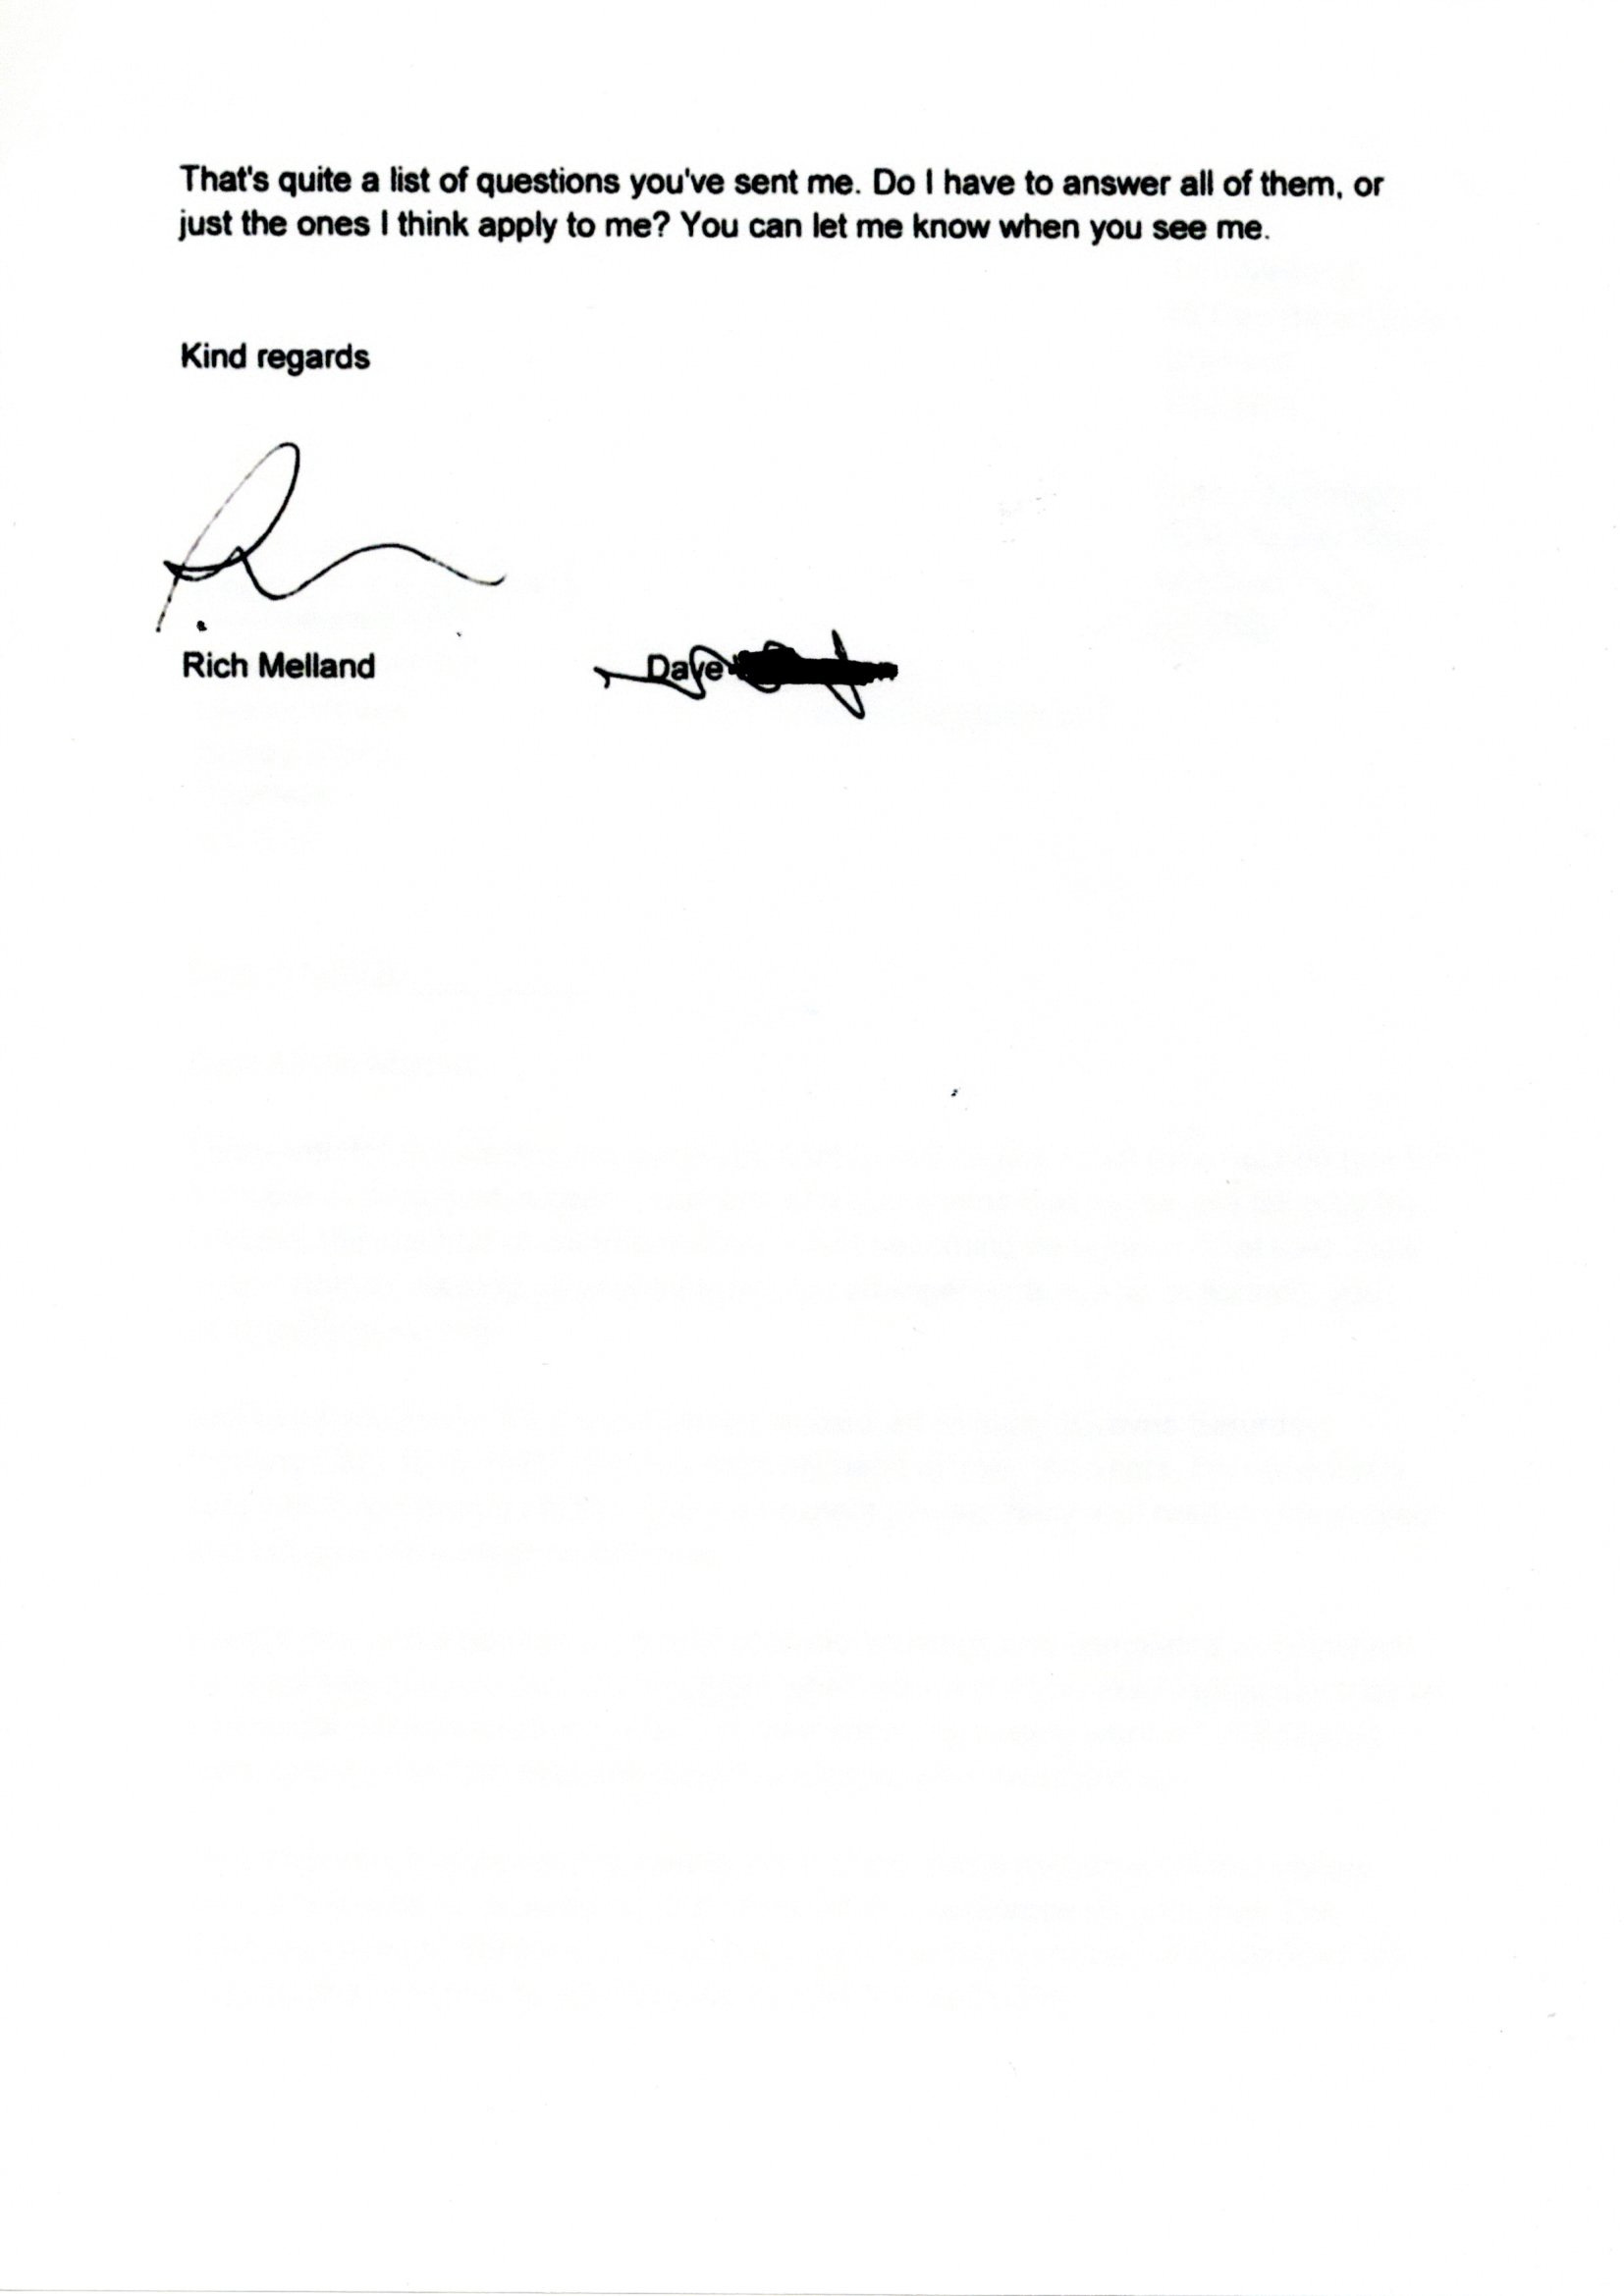 That's quite a list of questions you've sent me. Do I have to answer all of them, or
just the ones I think apply to me? You can let me know when you see me.
Kind regards
Rich Melland
Dave